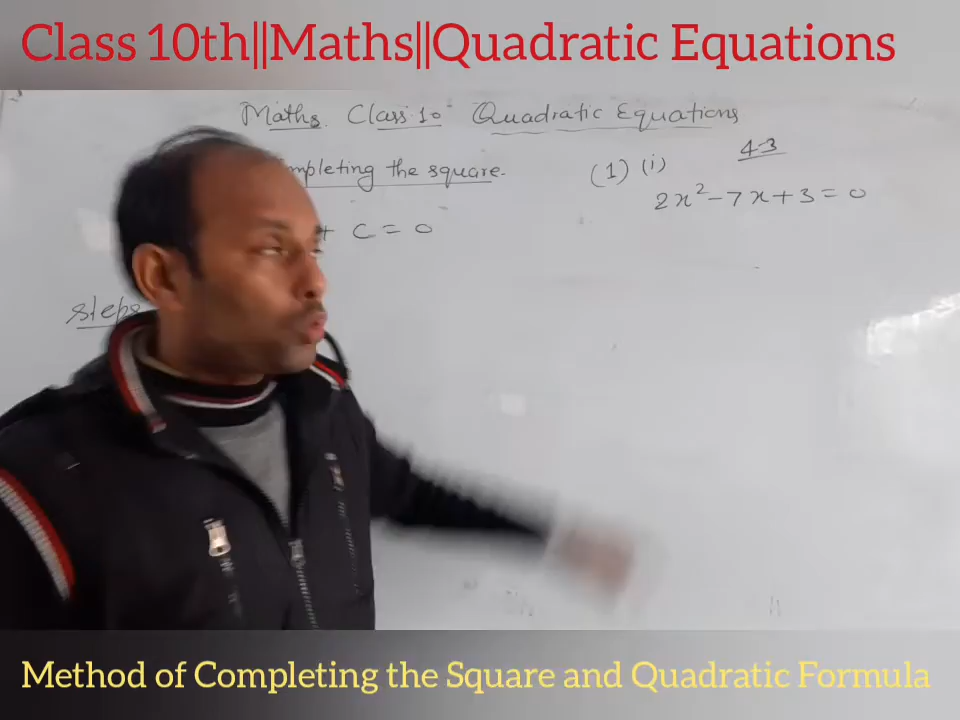 Class 10th||Maths||Quadratic Equations
Maths. Class 10 Quadratic Equations
mpleting the square.
+ c = 0
steps
(1) (i)
4.3
2x² - 7x + 3 = 0
Method of Completing the Square and Quadratic Formula